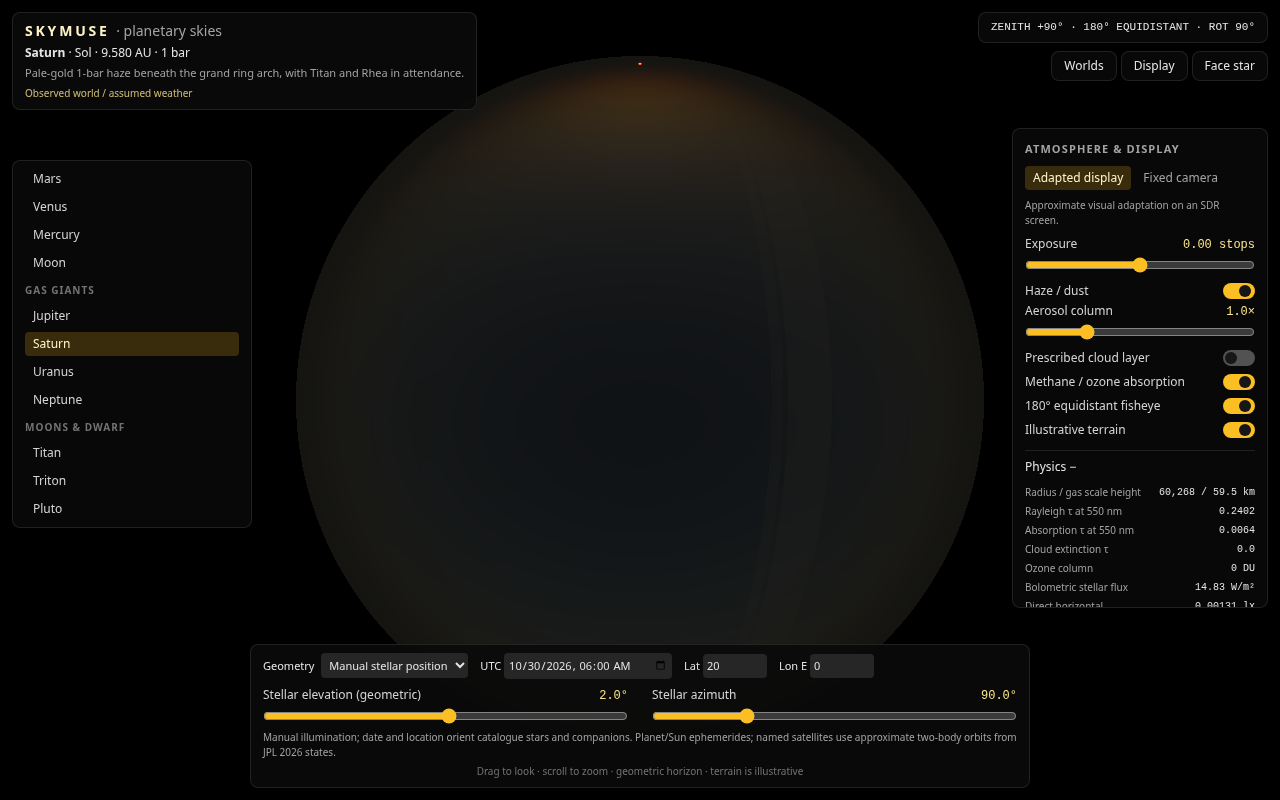 SKYMUSE · planetary skies
Saturn · Sol · 9.580 AU · 1 bar
Pale-gold 1-bar haze beneath the grand ring arch, with Titan and Rhea in attendance.
Observed world / assumed weather
ZENITH +90° · 180° EQUIDISTANT · ROT 90°
Worlds
Display
Face star
Mars
Venus
Mercury
Moon
GAS GIANTS
Jupiter
Saturn
Uranus
Neptune
MOONS & DWARF
Titan
Triton
Pluto
ATMOSPHERE & DISPLAY
Adapted display
Fixed camera
Approximate visual adaptation on an SDR
screen.
Exposure 0.00 stops
Haze / dust
Aerosol column 1.0×
Prescribed cloud layer
Methane / ozone absorption
180° equidistant fisheye
Illustrative terrain
Physics −
Radius / gas scale height 60,268 / 59.5 km
Rayleigh τ at 550 nm 0.2402
Absorption τ at 550 nm 0.0064
Cloud extinction τ 0.0
Ozone column 0 DU
Bolometric stellar flux 14.83 W/m²
Direct horizontal 0.00131 lx
Geometry Manual stellar position UTC 10/30/2026, 06:00 AM Lat 20 Lon E 0
Stellar elevation (geometric) 2.0°
Stellar azimuth 90.0°
Manual illumination; date and location orient catalogue stars and companions. Planet/Sun ephemerides; named satellites use approximate two-body orbits from
JPL 2026 states.
Drag to look · scroll to zoom · geometric horizon · terrain is illustrative